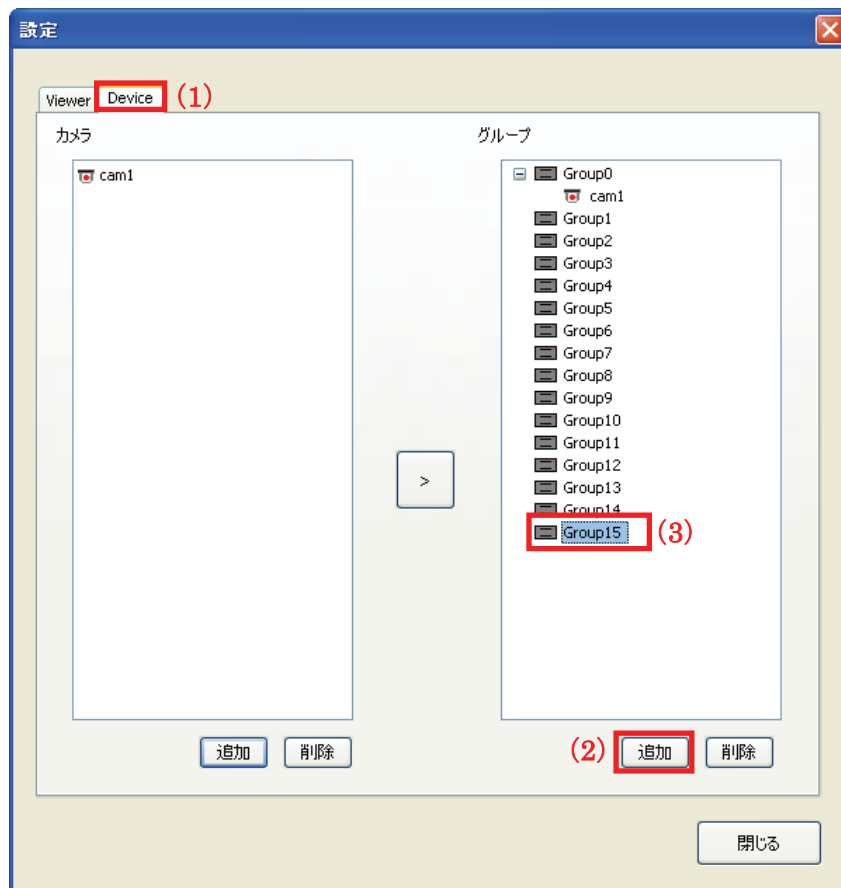 設定
Viewer
Device
(1)
カメラ
グループ
cam1
Group0
cam1
Group1
Group2
Group3
Group4
Group5
Group6
Group7
Group8
Group9
Group10
Group11
Group12
>
Group13
Group14
Group15
(3)
追加
削除
(2)
追加
削除
閉じる